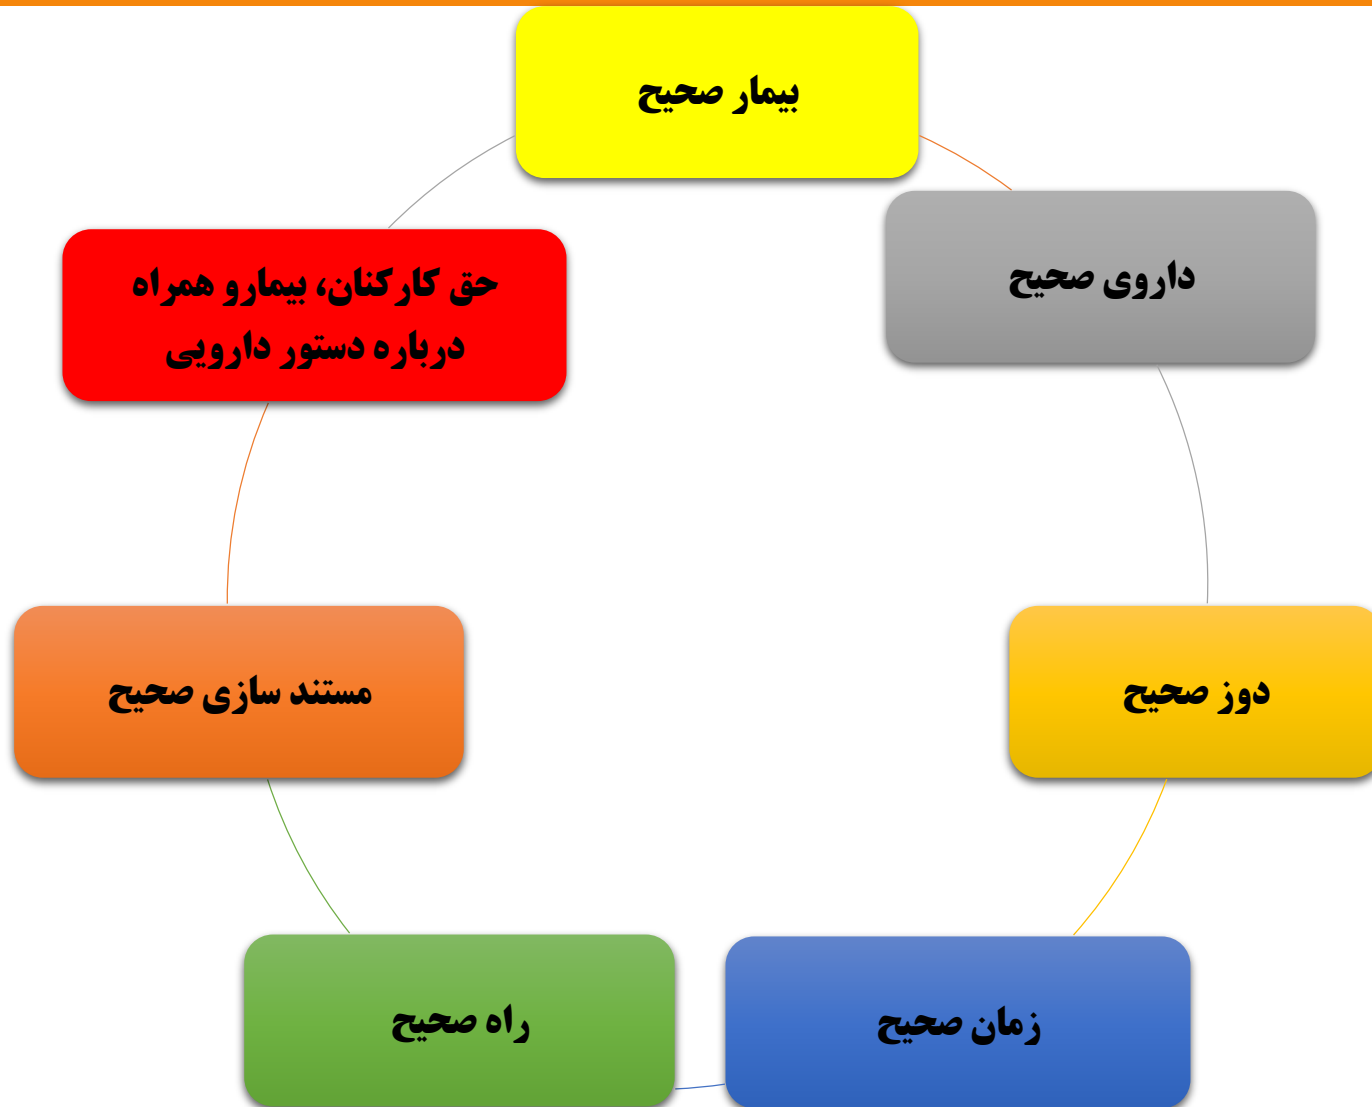 بیمار صحیح
داروی صحیح
دوز صحیح
زمان صحیح
راه صحیح
مستند سازی صحیح
حق کارکنان، بیمارو همراه
درباره دستور دارویی